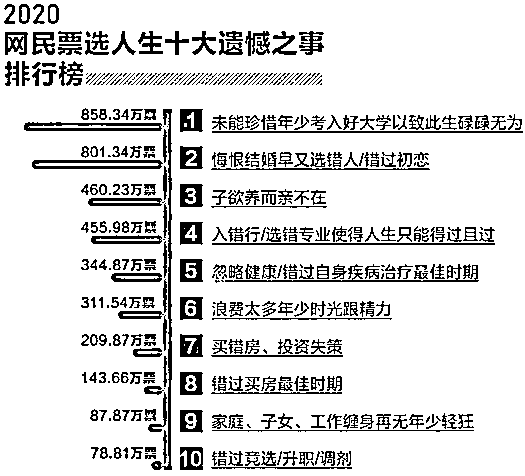 2020
网民票选人生十大遗憾之事
排行榜
858.34万票 1 未能珍惜年少考入好大学以致此生碌碌无为
801.34万票 2 悔恨结婚早又选错人/错过初恋
460.23万票 3 子欲养而亲不在
455.98万票 4 入错行/选错专业使得人生只能得过且过
344.87万票 5 忽略健康/错过自身疾病治疗最佳时期
311.54万票 6 浪费太多年少时光跟精力
209.87万票 7 买错房、投资失策
143.66万票 8 错过买房最佳时期
87.87万票 9 家庭、子女、工作缠身再无年少轻狂
78.81万票 10 错过竞选/升职/调剂